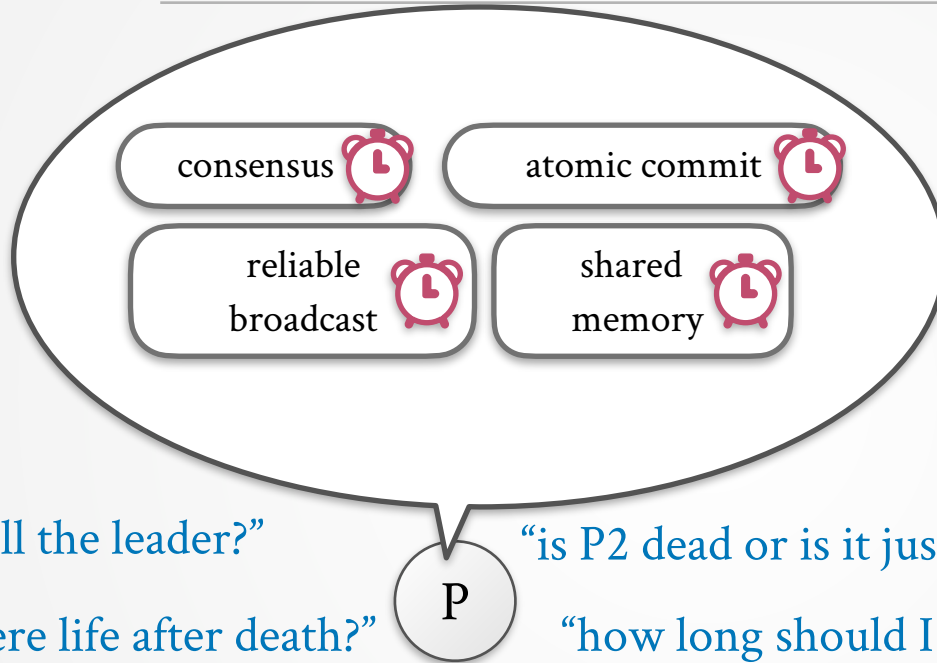 consensus
atomic commit
reliable
broadcast
shared
memory
ll the leader?”
“is P2 dead or is it jus
P
ere life after death?”
“how long should I